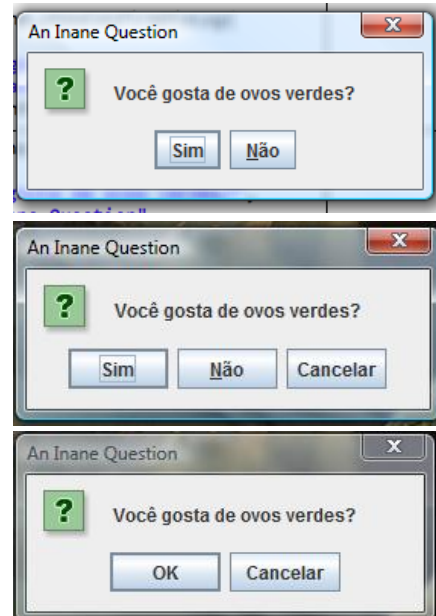 An Inane Question
X
?
Você gosta de ovos verdes?
Sim Não
An Inane Question
X
?
Você gosta de ovos verdes?
Sim Não Cancelar
An Inane Question
X
?
Você gosta de ovos verdes?
OK Cancelar